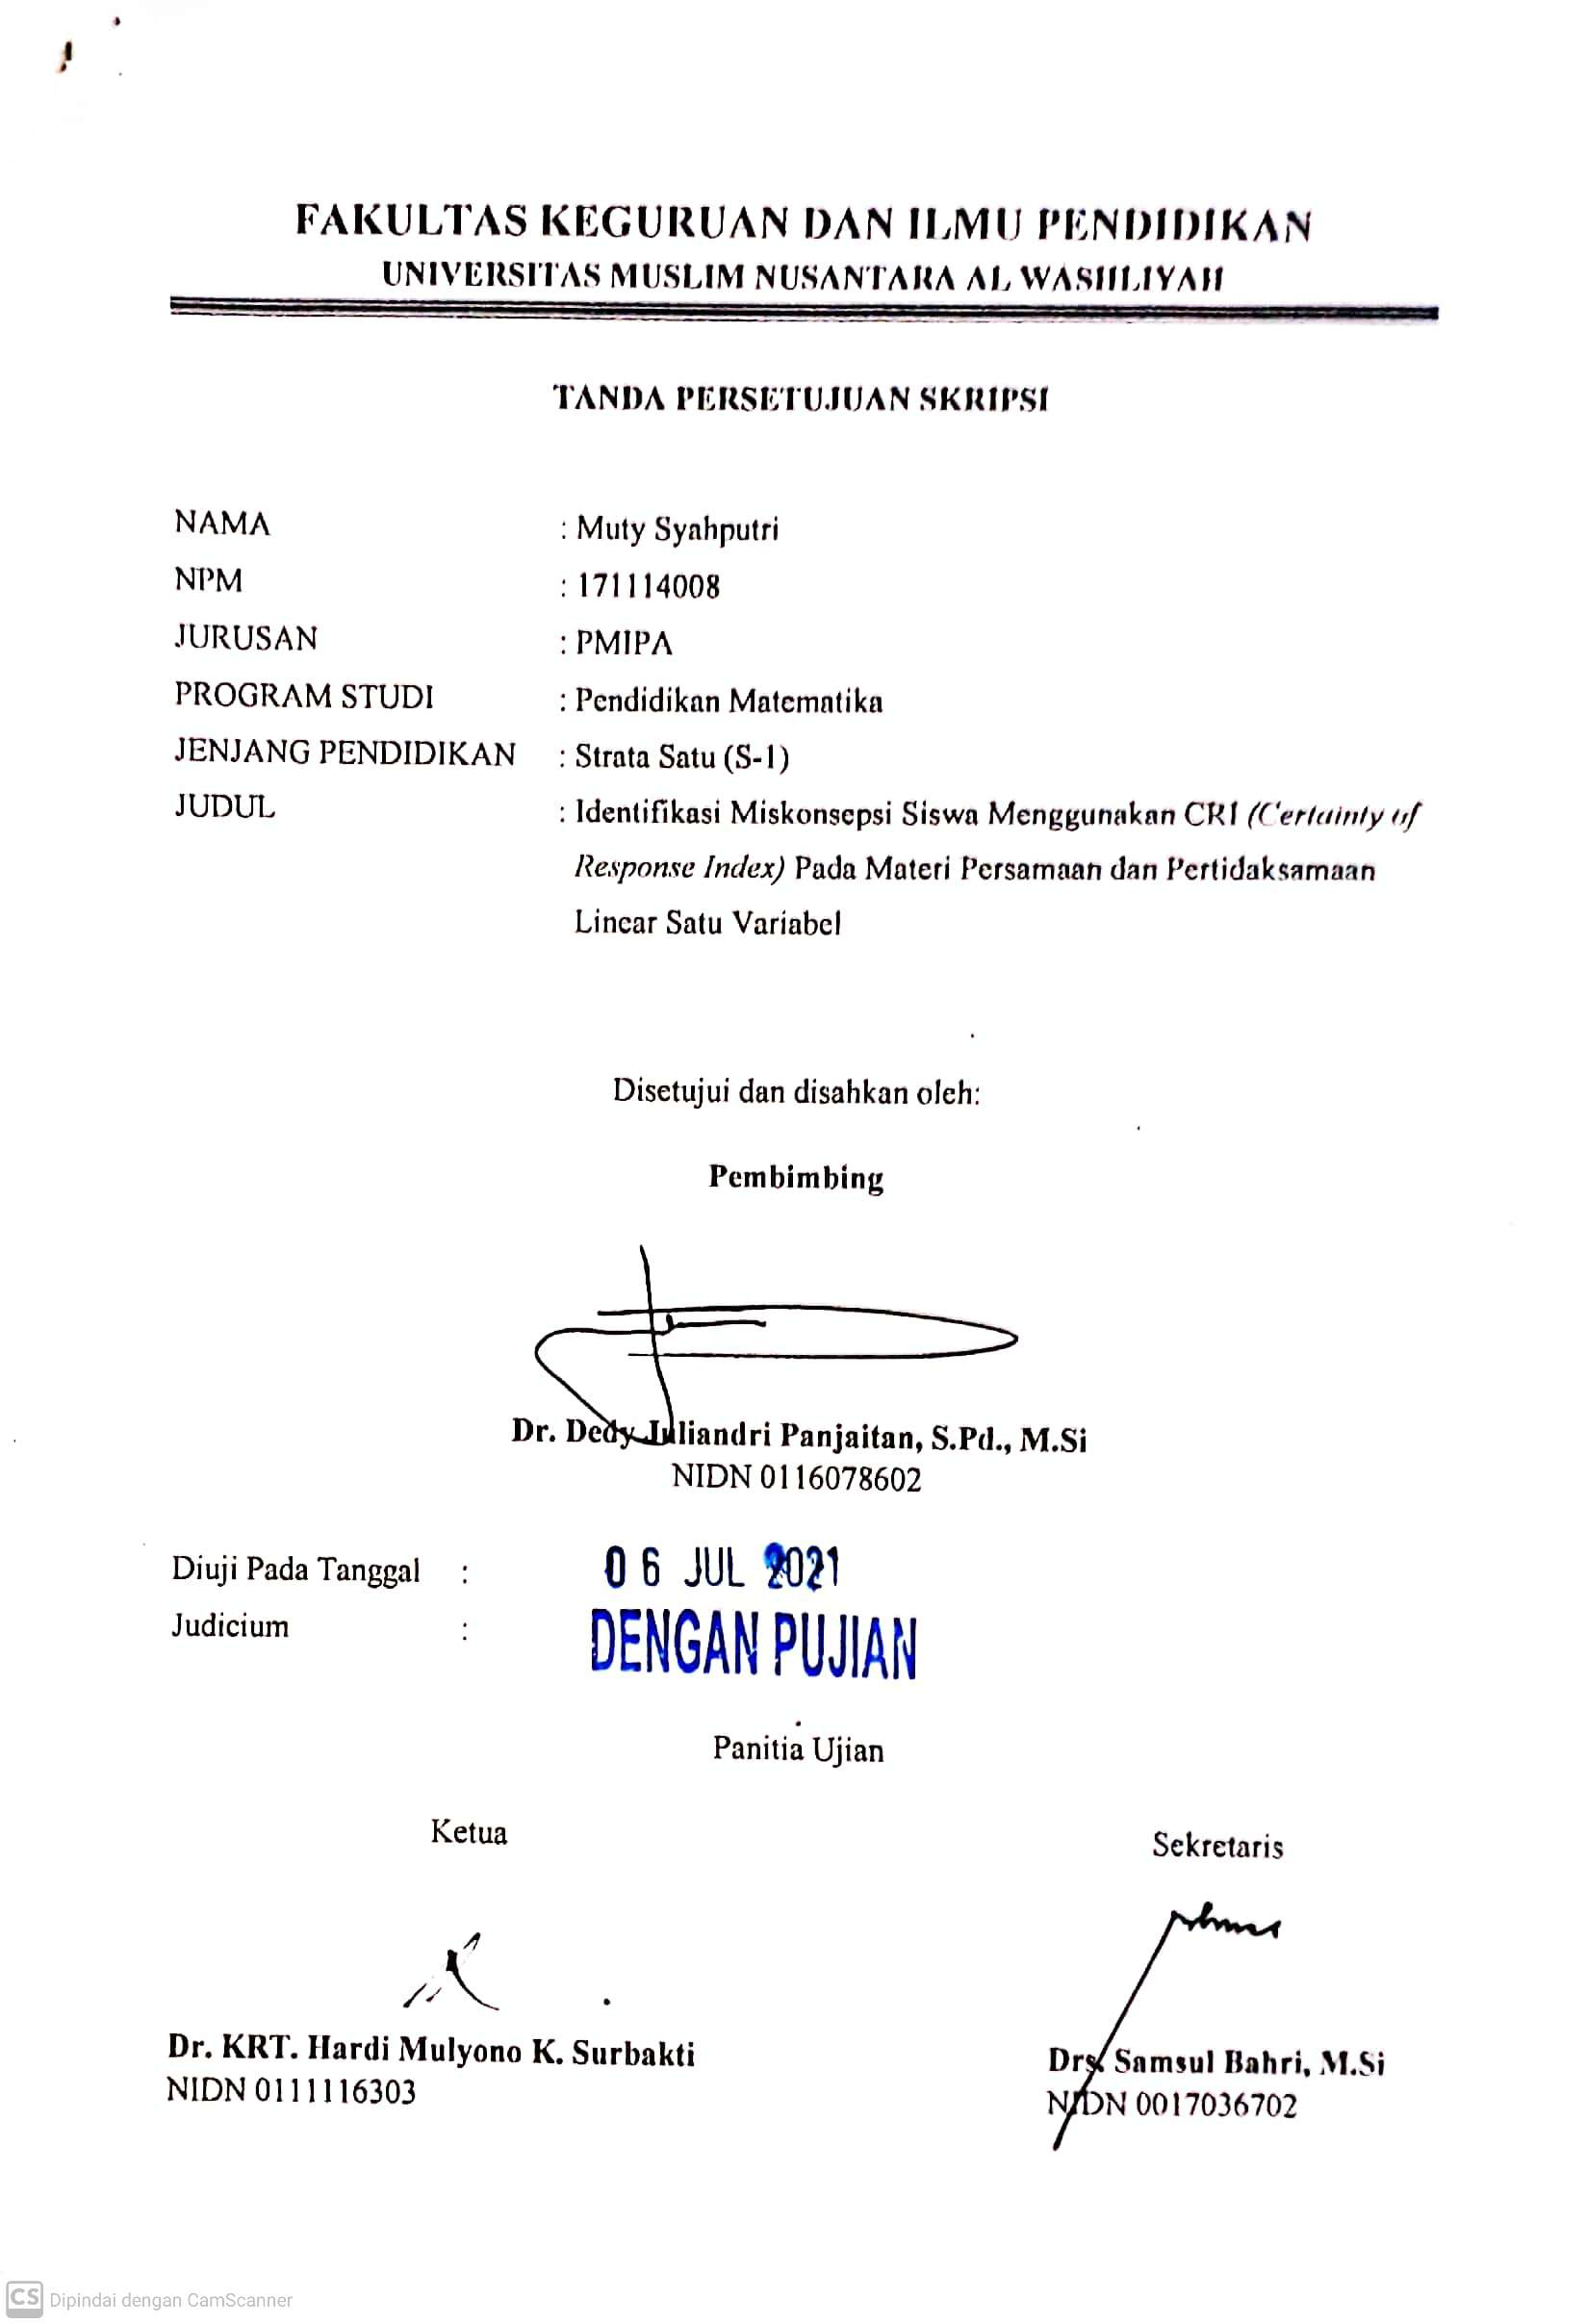 FAKULTAS KEGURUAN DAN ILMU PENDIDIKAN
UNIVERSITAS MUSLIM NUSANTARA AL WASHLIYAH
TANDA PERSETUJUAN SKRIPSI
NAMA : Muty Syahputri
NPM : 171114008
JURUSAN : PMIPA
PROGRAM STUDI : Pendidikan Matematika
JENJANG PENDIDIKAN : Strata Satu (S-1)
JUDUL : Identifikasi Miskonsepsi Siswa Menggunakan CRI (Certainty of
Response Index) Pada Materi Persamaan dan Pertidaksamaan
Linear Satu Variabel
Disetujui dan disahkan oleh:
Pembimbing
Dr. Dedy Juliandri Panjaitan, S.Pd., M.Si
NIDN 0116078602
Diuji Pada Tanggal : 06 JUL 2021
Judicium : DENGAN PUJIAN
Panitia Ujian
Ketua
Sekretaris
Dr. KRT. Hardi Mulyono K. Surbakti
NIDN 0111116303
Drs. Samsul Bahri, M.Si
NIDN 0017036702
CS Dipindai dengan CamScanner